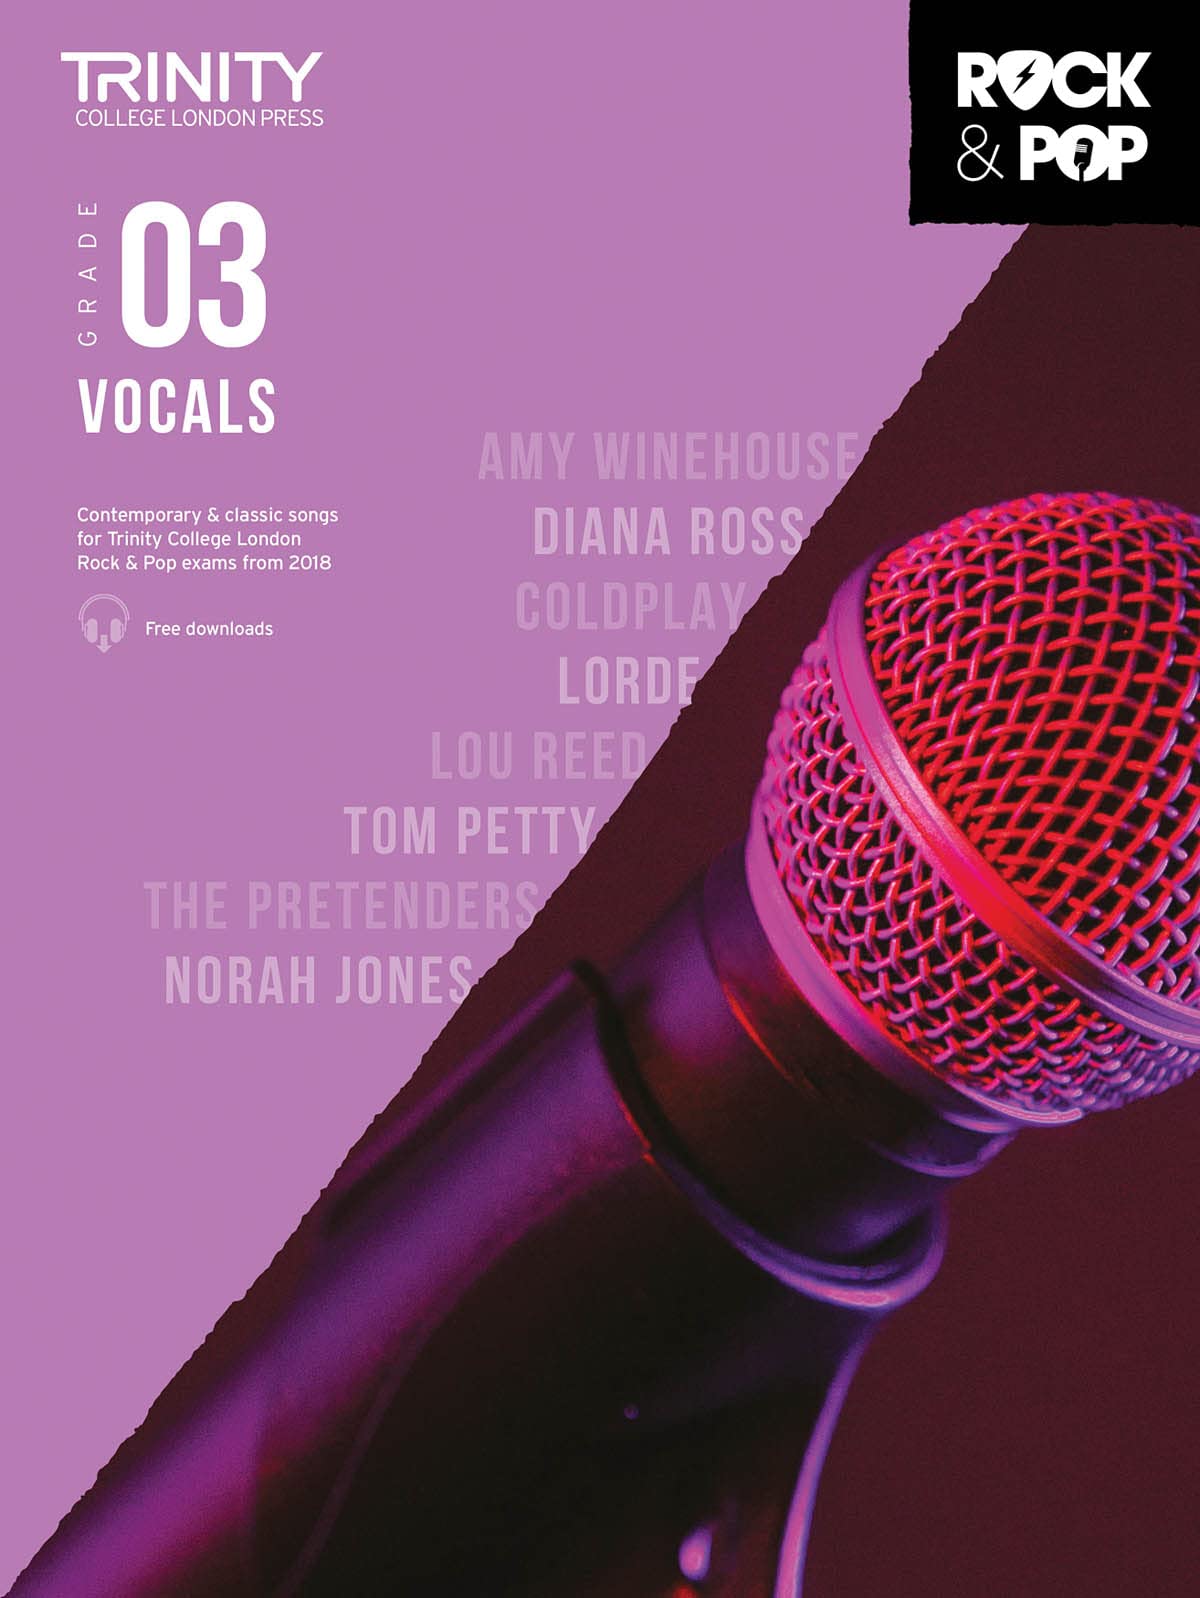 TRINITY
COLLEGE LONDON PRESS
ROCK
& POP
GRADE
03
VOCALS
Contemporary & classic songs
for Trinity College London
Rock & Pop exams from 2018
Free downloads
AMY WINEHOUSE
DIANA ROSS
COLDPLAY
LORDE
LOU REED
TOM PETTY
THE PRETENDERS
NORAH JONES